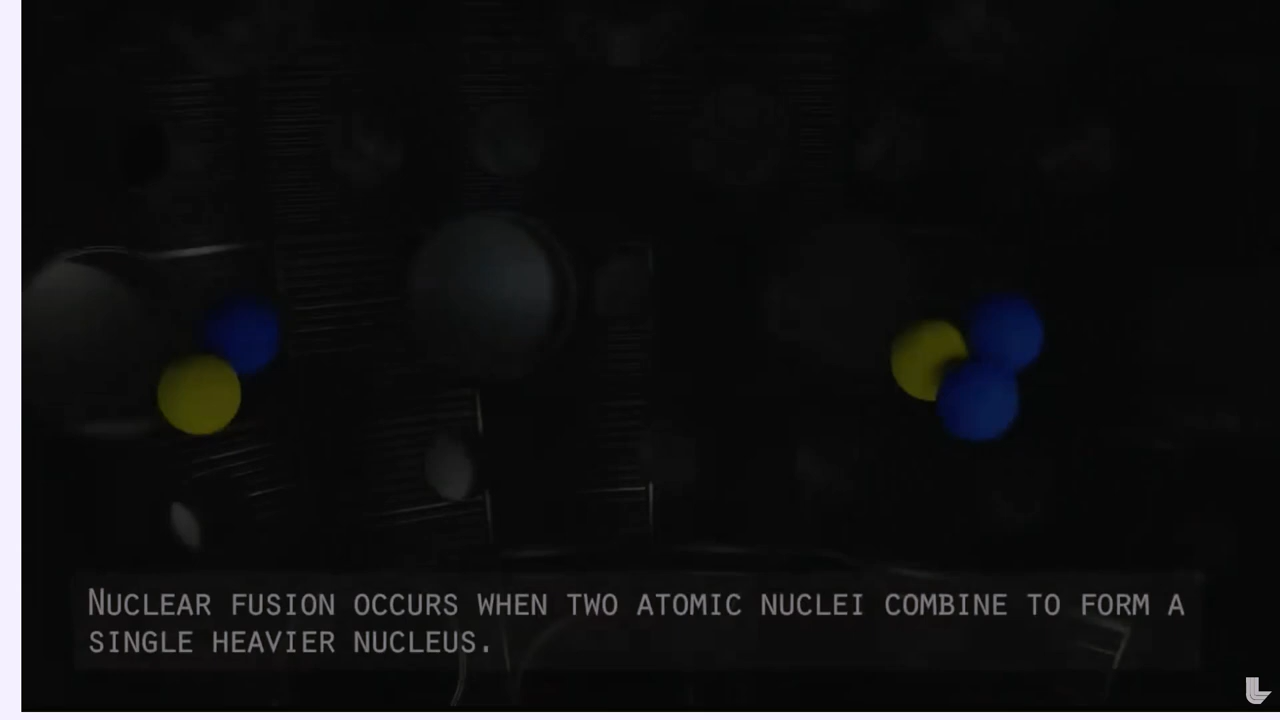 Nuclear fusion occurs when two atomic nuclei combine to form a
single heavier nucleus.